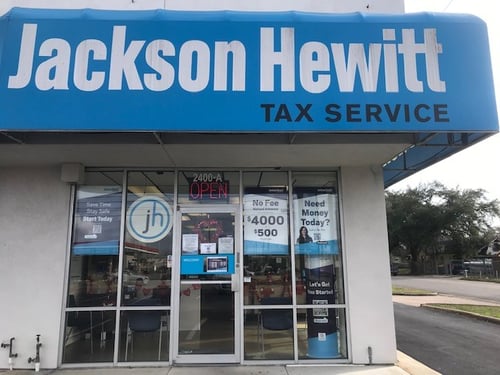 Jackson Hewitt
TAX SERVICE
2400-A
OPEN
Save Time
Stay Safe
Start Today
jh
No Fee
$4000
$500
Need
Money
Today?
Let's Get
You Started